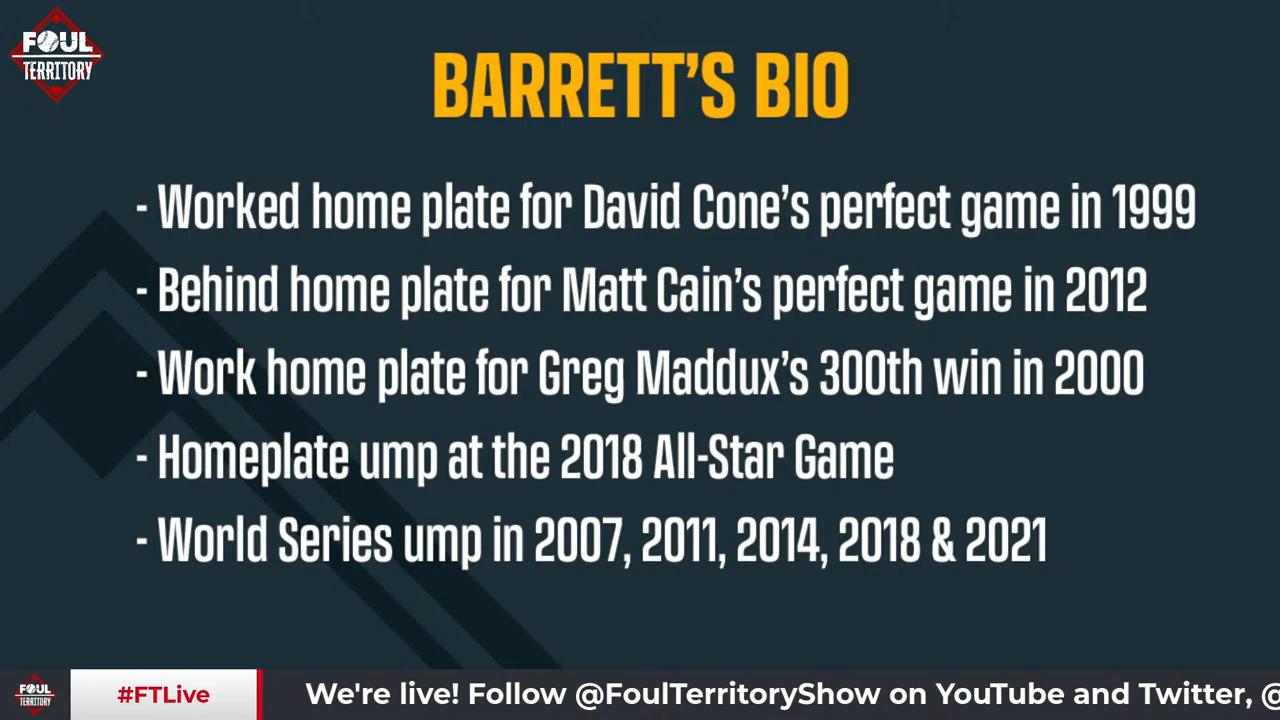 FOUL
TERRITORY
BARRETT'S BIO
- Worked home plate for David Cone's perfect game in 1999
- Behind home plate for Matt Cain's perfect game in 2012
- Work home plate for Greg Maddux's 300th win in 2000
- Homeplate ump at the 2018 All-Star Game
- World Series ump in 2007, 2011, 2014, 2018 & 2021
FOUL
TERRITORY
#FTLive
We're live! Follow @FoulTerritoryShow on YouTube and Twitter, @